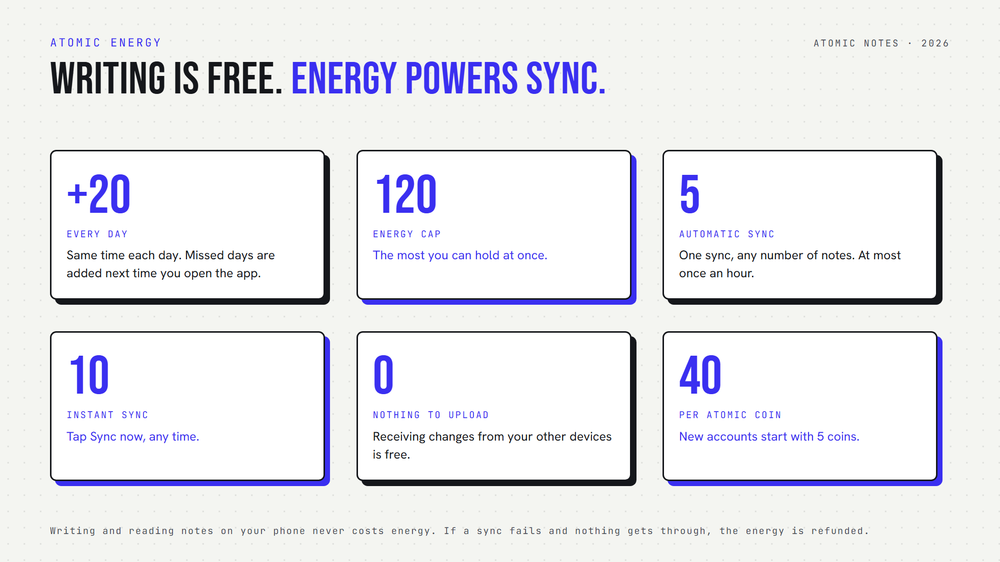 ATOMIC ENERGY
ATOMIC NOTES · 2026
WRITING IS FREE. ENERGY POWERS SYNC.
+20
EVERY DAY
Same time each day. Missed days are
added next time you open the app.
120
ENERGY CAP
The most you can hold at once.
5
AUTOMATIC SYNC
One sync, any number of notes. At most
once an hour.
10
INSTANT SYNC
Tap Sync now, any time.
0
NOTHING TO UPLOAD
Receiving changes from your other devices
is free.
40
PER ATOMIC COIN
New accounts start with 5 coins.
Writing and reading notes on your phone never costs energy. If a sync fails and nothing gets through, the energy is refunded.